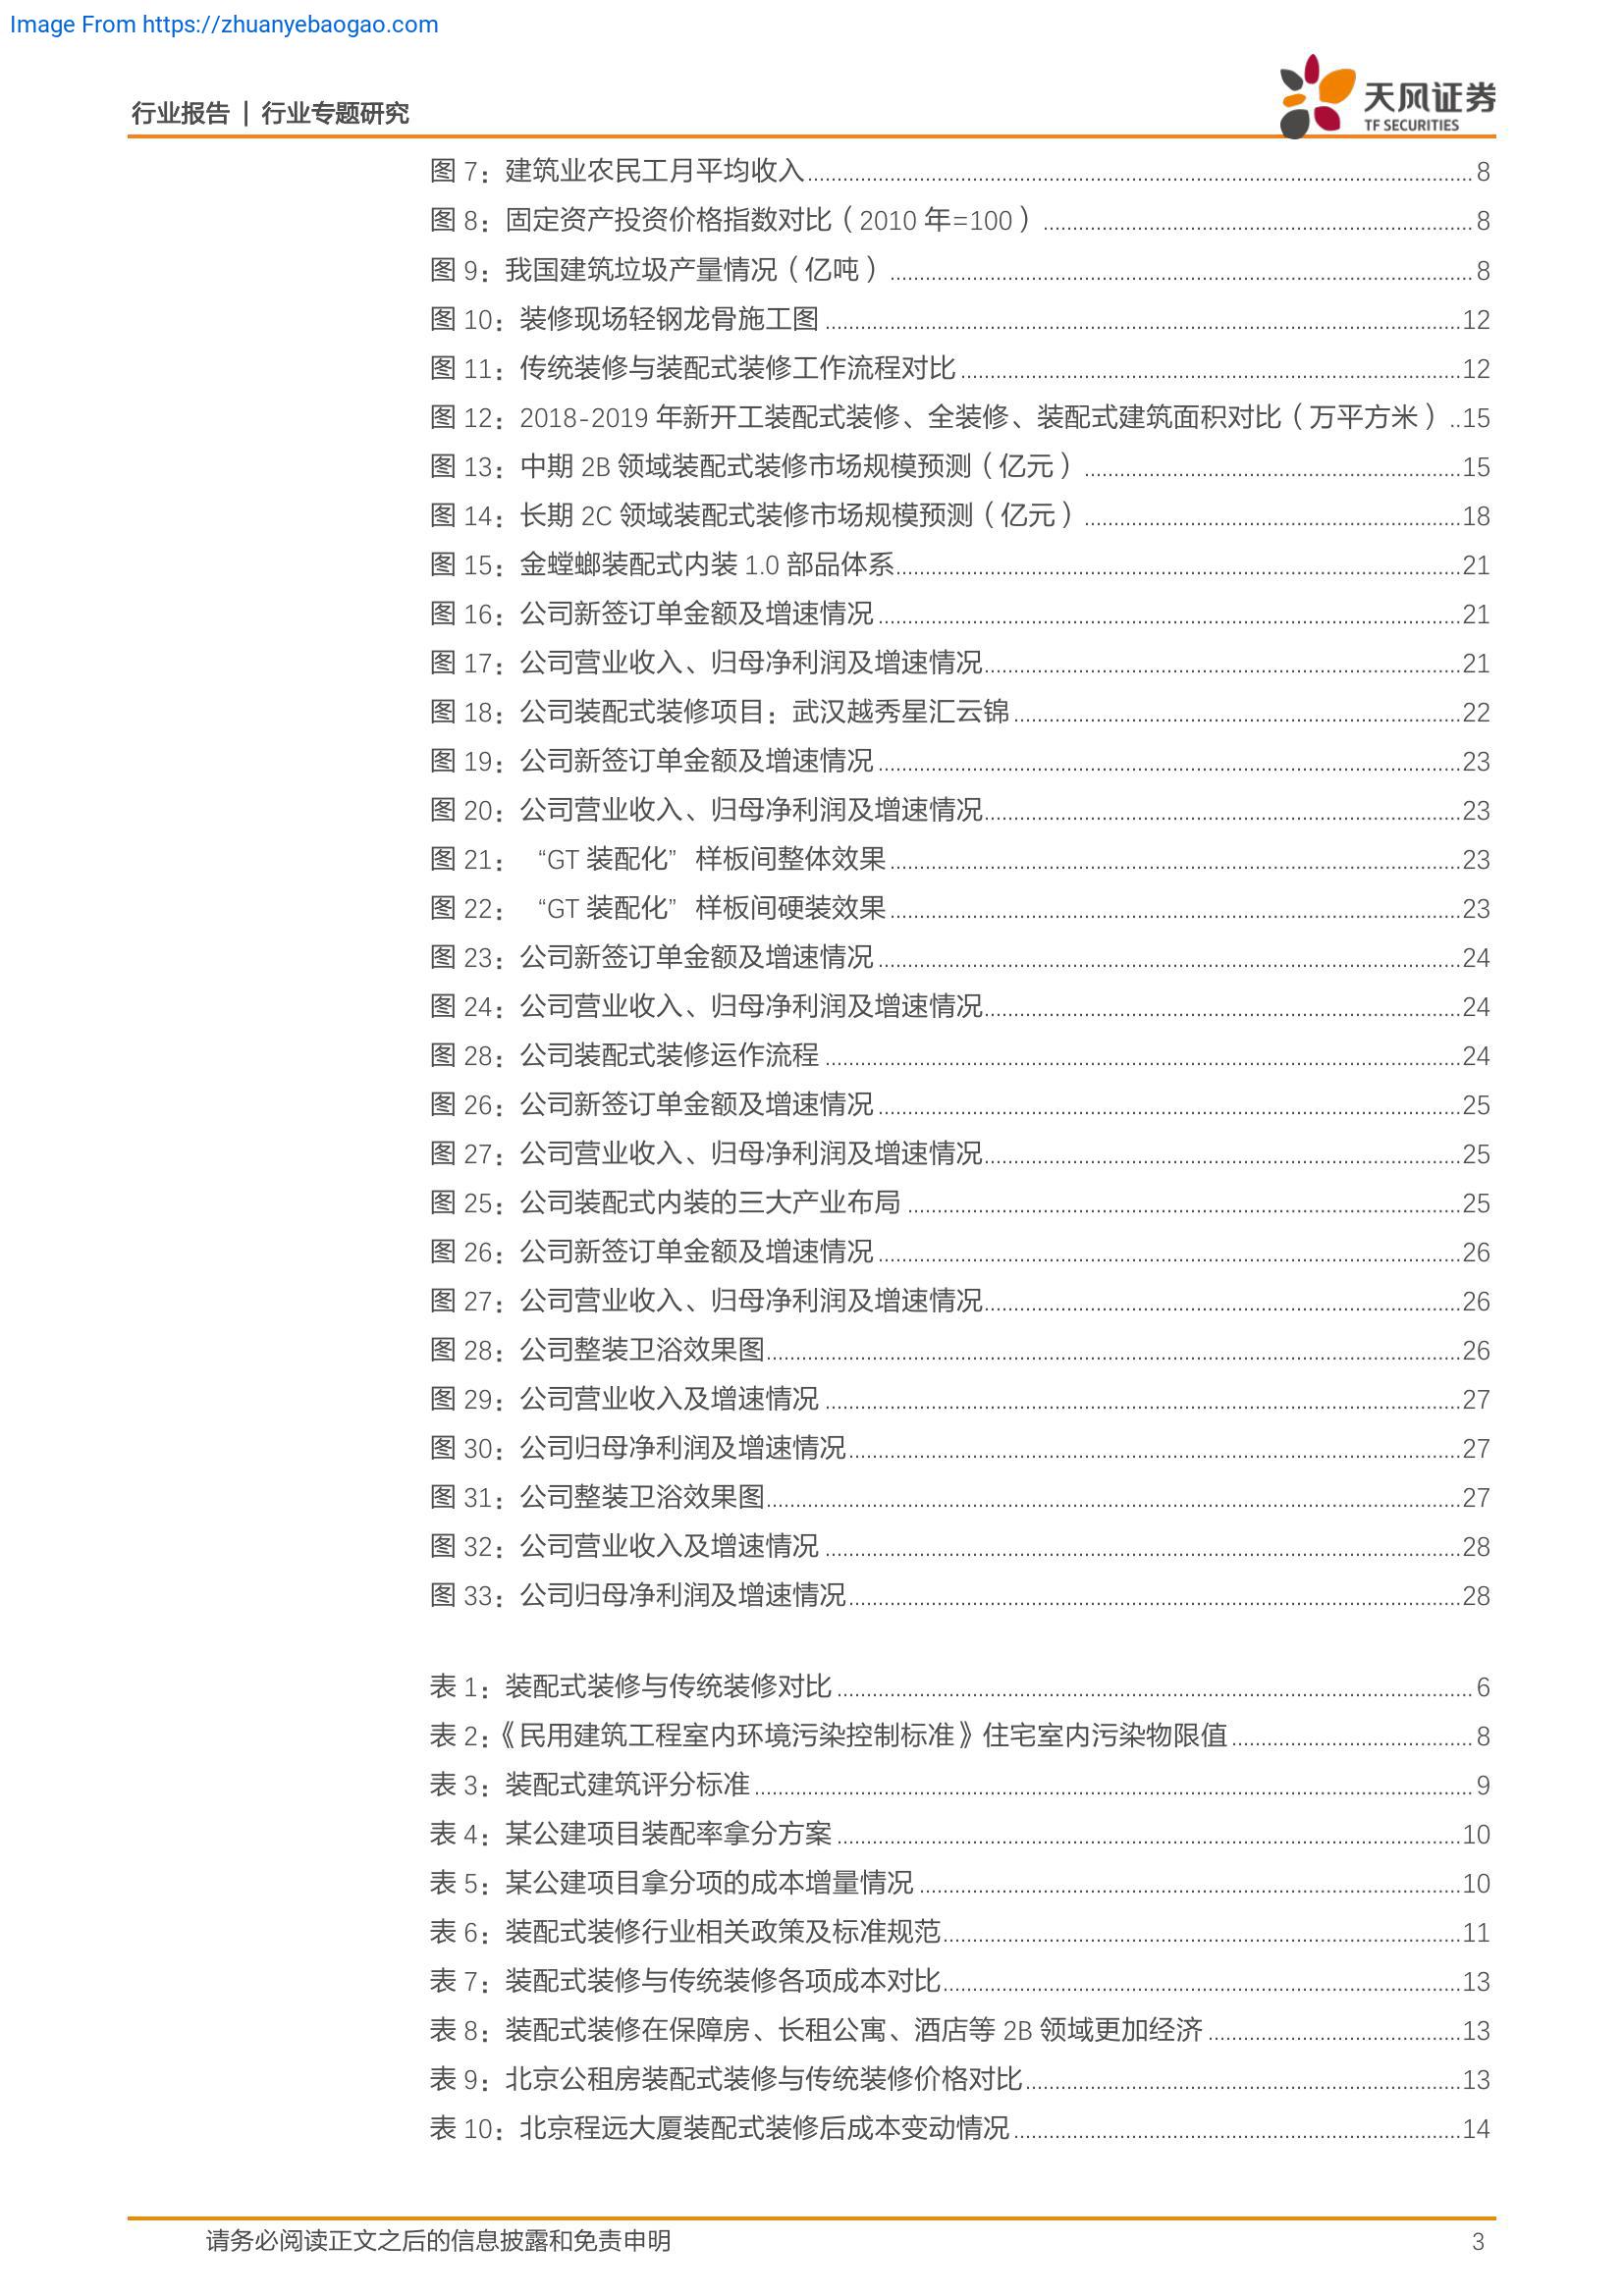 Image From https://zhuanyebaogao.com
行业报告 | 行业专题研究
天风证券
TF SECURITIES
图 7：建筑业农民工月平均收入 8
图 8：固定资产投资价格指数对比（2010 年=100） 8
图 9：我国建筑垃圾产量情况（亿吨） 8
图 10：装修现场轻钢龙骨施工图 12
图 11：传统装修与装配式装修工作流程对比 12
图 12：2018-2019 年新开工装配式装修、全装修、装配式建筑面积对比（万平方米） 15
图 13：中期 2B 领域装配式装修市场规模预测（亿元） 15
图 14：长期 2C 领域装配式装修市场规模预测（亿元） 18
图 15：金螳螂装配式内装 1.0 部品体系 21
图 16：公司新签订单金额及增速情况 21
图 17：公司营业收入、归母净利润及增速情况 21
图 18：公司装配式装修项目：武汉越秀星汇云锦 22
图 19：公司新签订单金额及增速情况 23
图 20：公司营业收入、归母净利润及增速情况 23
图 21：“GT 装配化”样板间整体效果 23
图 22：“GT 装配化”样板间硬装效果 23
图 23：公司新签订单金额及增速情况 24
图 24：公司营业收入、归母净利润及增速情况 24
图 28：公司装配式装修运作流程 24
图 26：公司新签订单金额及增速情况 25
图 27：公司营业收入、归母净利润及增速情况 25
图 25：公司装配式内装的三大产业布局 25
图 26：公司新签订单金额及增速情况 26
图 27：公司营业收入、归母净利润及增速情况 26
图 28：公司整装卫浴效果图 26
图 29：公司营业收入及增速情况 27
图 30：公司归母净利润及增速情况 27
图 31：公司整装卫浴效果图 27
图 32：公司营业收入及增速情况 28
图 33：公司归母净利润及增速情况 28
表 1：装配式装修与传统装修对比 6
表 2：《民用建筑工程室内环境污染控制标准》住宅室内污染物限值 8
表 3：装配式建筑评分标准 9
表 4：某公建项目装配率拿分方案 10
表 5：某公建项目拿分项的成本增量情况 10
表 6：装配式装修行业相关政策及标准规范 11
表 7：装配式装修与传统装修各项成本对比 13
表 8：装配式装修在保障房、长租公寓、酒店等 2B 领域更加经济 13
表 9：北京公租房装配式装修与传统装修价格对比 13
表 10：北京程远大厦装配式装修后成本变动情况 14
请务必阅读正文之后的信息披露和免责申明 3